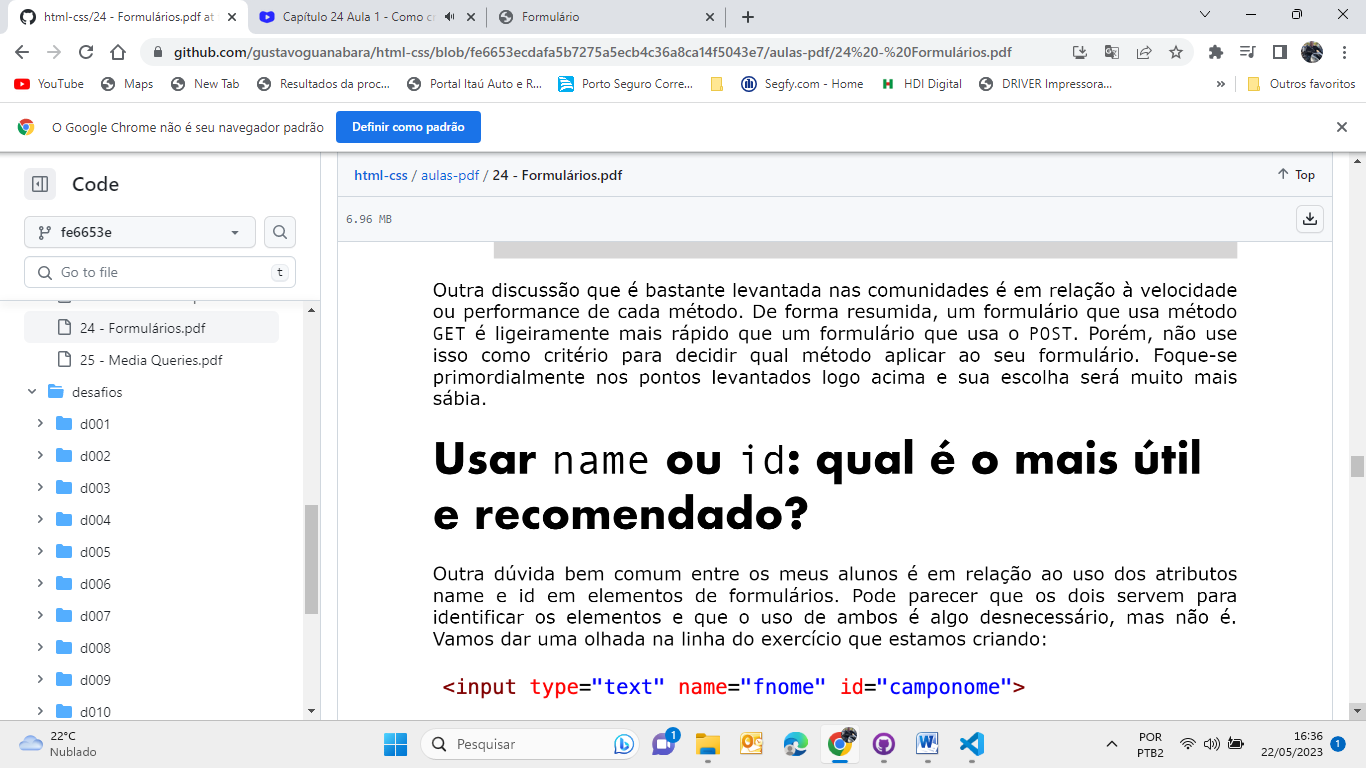 html-css/24 - Formulários.pdf at
Capítulo 24 Aula 1 - Como c
Formulário
github.com/gustavoguanabara/html-css/blob/fe6653ecdafa5b7275a5ecb4c36a8ca14f5043e7/aulas-pdf/24%20-%20Formulários.pdf
YouTube
Maps
New Tab
Resultados da proc...
Portal Itaú Auto e R...
Porto Seguro Corre...
Segfy.com - Home
HDI Digital
DRIVER Impressora...
»
Outros favoritos
O Google Chrome não é seu navegador padrão
Definir como padrão
Code
fe6653e
Go to file
t
24 - Formulários.pdf
25 - Media Queries.pdf
desafios
d001
d002
d003
d004
d005
d006
d007
d008
d009
d010
html-css / aulas-pdf / 24 - Formulários.pdf
Top
6.96 MB
Outra discussão que é bastante levantada nas comunidades é em relação à velocidade
ou performance de cada método. De forma resumida, um formulário que usa método
GET é ligeiramente mais rápido que um formulário que usa o POST. Porém, não use
isso como critério para decidir qual método aplicar ao seu formulário. Foque-se
primordialmente nos pontos levantados logo acima e sua escolha será muito mais
sábia.
Usar name ou id: qual é o mais útil
e recomendado?
Outra dúvida bem comum entre os meus alunos é em relação ao uso dos atributos
name e id em elementos de formulários. Pode parecer que os dois servem para
identificar os elementos e que o uso de ambos é algo desnecessário, mas não é.
Vamos dar uma olhada na linha do exercício que estamos criando:
<input type="text" name="fnome" id="camponome">
22°C
Nublado
Pesquisar
1
POR
PTB2
16:36
22/05/2023
1